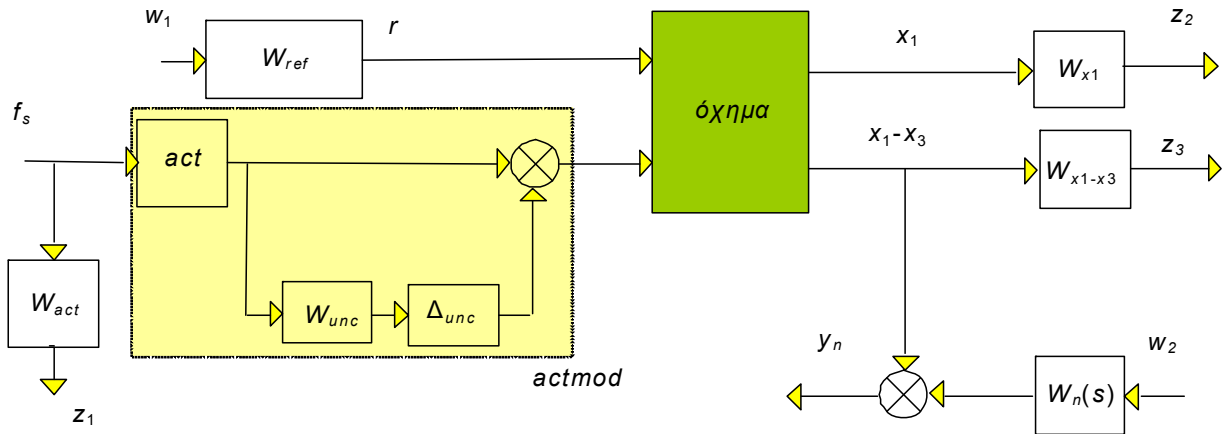 w1
r
Wref
x1
z2
Wx1
fs
act
όχημα
x1-x3
z3
Wx1-x3
Wact
Wunc
Δunc
yn
w2
actmod
Wn(s)
z1